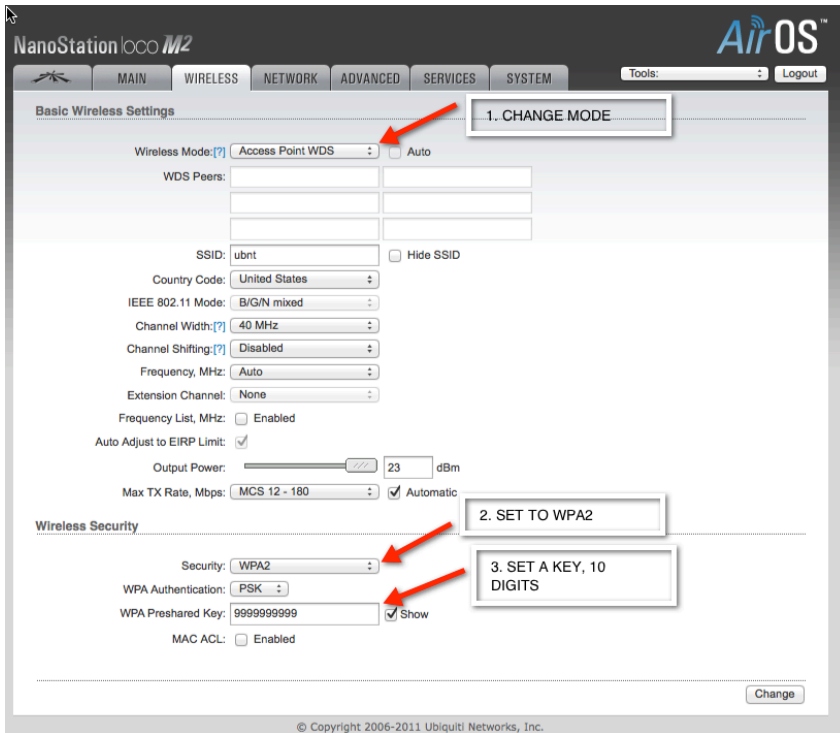 NanoStation loco M2
AirOS
MAIN WIRELESS NETWORK ADVANCED SERVICES SYSTEM Tools: Logout
Basic Wireless Settings
1. CHANGE MODE
Wireless Mode:[?] Access Point WDS Auto
WDS Peers:
SSID: ubnt Hide SSID
Country Code: United States
IEEE 802.11 Mode: B/G/N mixed
Channel Width:[?] 40 MHz
Channel Shifting:[?] Disabled
Frequency, MHz: Auto
Extension Channel: None
Frequency List, MHz: Enabled
Auto Adjust to EIRP Limit:
Output Power: 23 dBm
Max TX Rate, Mbps: MCS 12 - 180 Automatic
2. SET TO WPA2
Wireless Security
Security: WPA2
3. SET A KEY, 10
DIGITS
WPA Authentication: PSK
WPA Preshared Key: 9999999999 Show
MAC ACL: Enabled
Change
© Copyright 2006-2011 Ubiquiti Networks, Inc.